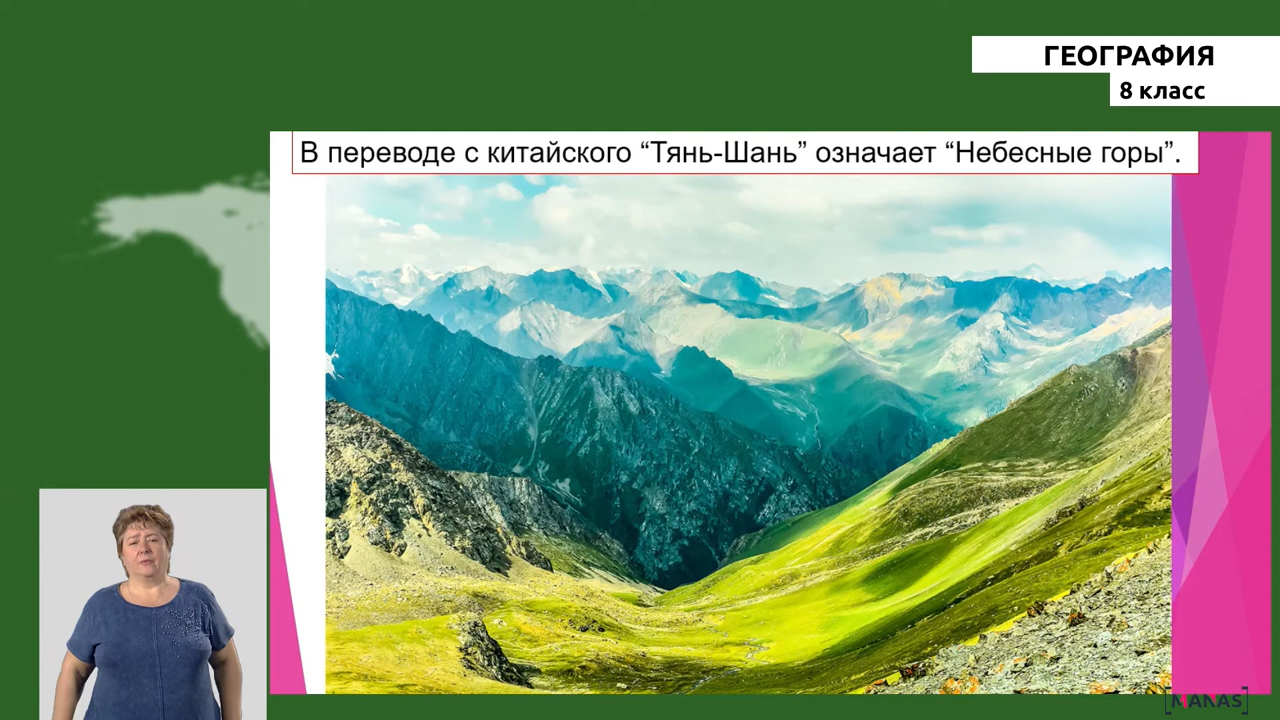 ГЕОГРАФИЯ
8 класс
В переводе с китайского “Тянь-Шань” означает “Небесные горы”.
[MANAS]